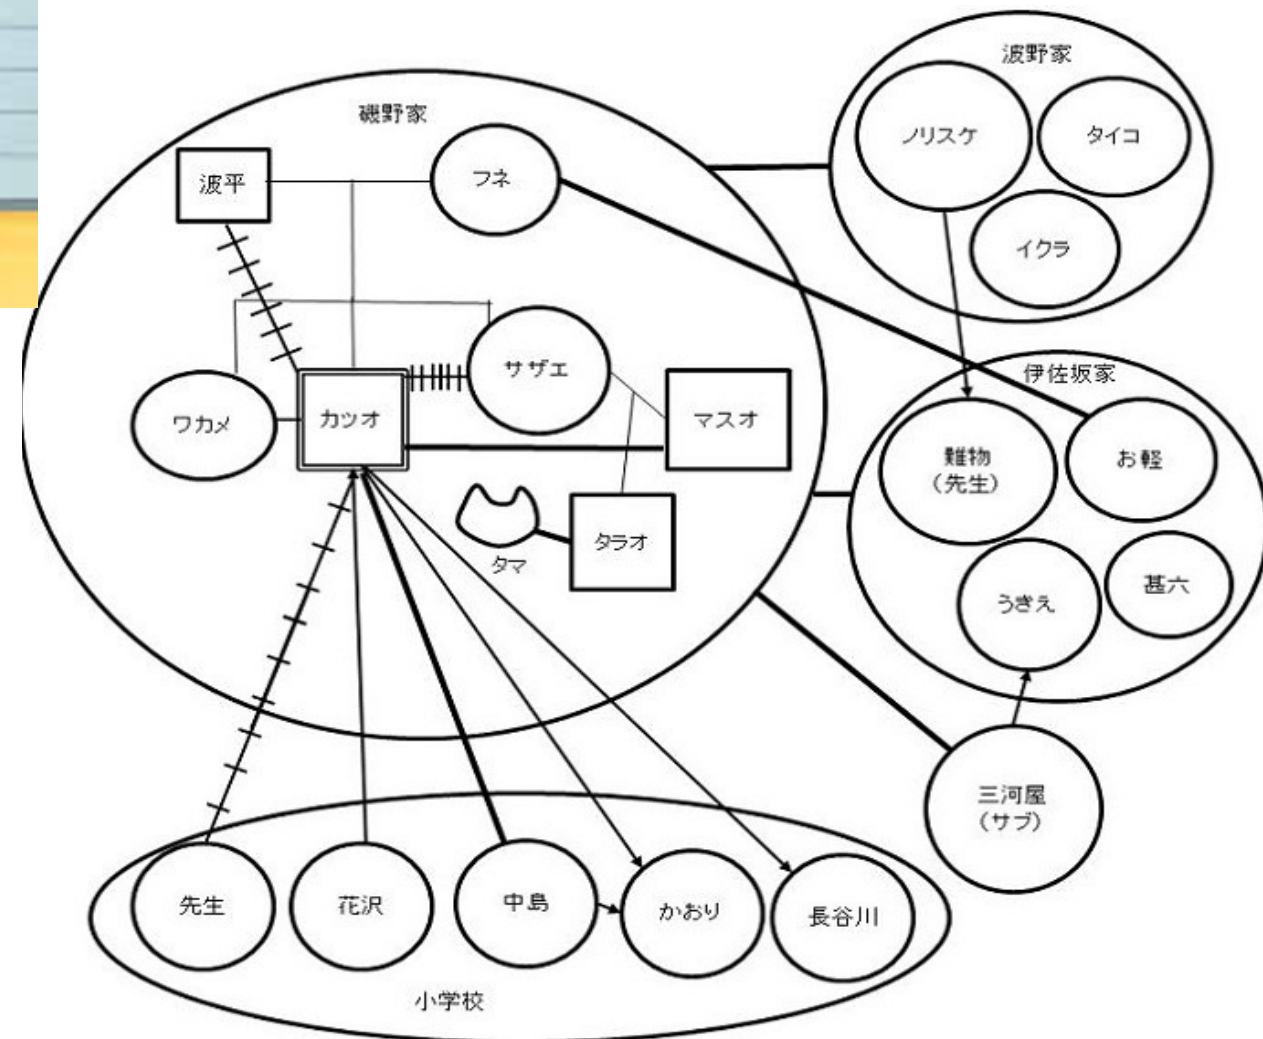 波野家
ノリスケ
タイコ
イクラ
磯野家
波平
フネ
サザエ
ワカメ
カツオ
マスオ
タマ
タラオ
伊佐坂家
難物
(先生)
お軽
うきえ
甚六
三河屋
(サブ)
先生
花沢
中島
かおり
長谷川
小学校